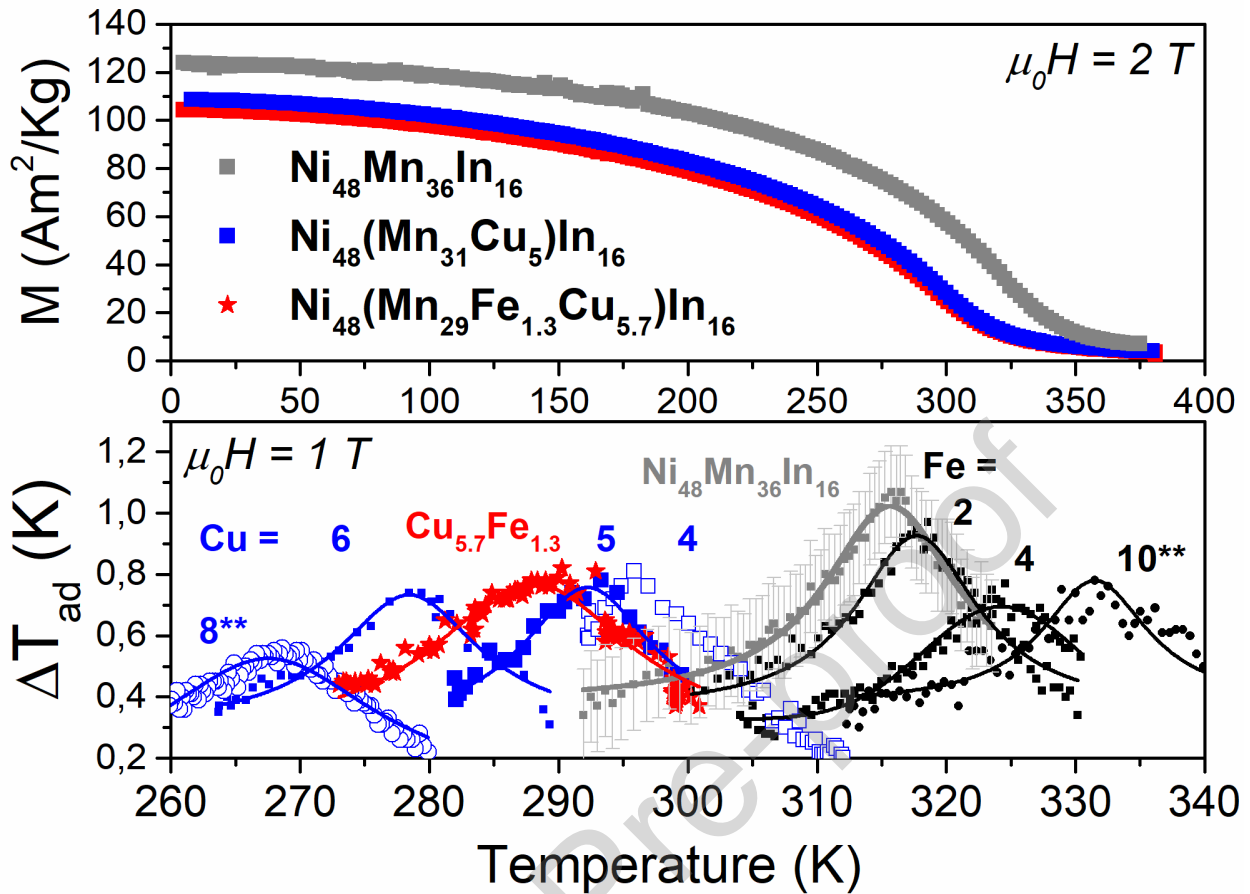 140
120
100
80
60
40
20
0
M (Am²/Kg)
μ₀H = 2 T
Ni₄₈Mn₃₆In₁₆
Ni₄₈(Mn₃₁Cu₅)In₁₆
Ni₄₈(Mn₂₉Fe₁.₃Cu₅.₇)In₁₆
0 50 100 150 200 250 300 350 400
1,2
1,0
0,8
0,6
0,4
0,2
ΔT_ad (K)
μ₀H = 1 T
Ni₄₈Mn₃₆In₁₆
Fe =
2
Cu = 6
Cu₅.₇Fe₁.₃
5 4
4
10**
8**
260 270 280 290 300 310 320 330 340
Temperature (K)
Pre-proof